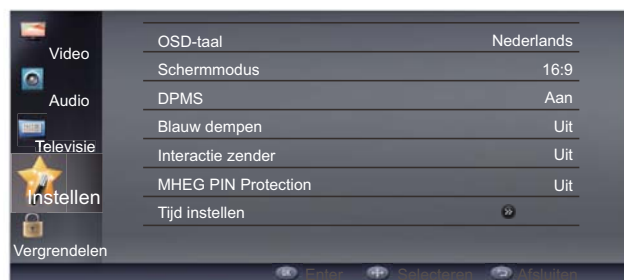 Video
Audio
Televisie
Instellen
Vergrendelen
OSD-taal Nederlands
Schermmodus 16:9
DPMS Aan
Blauw dempen Uit
Interactie zender Uit
MHEG PIN Protection Uit
Tijd instellen
OK Enter Selecteren Afsluiten